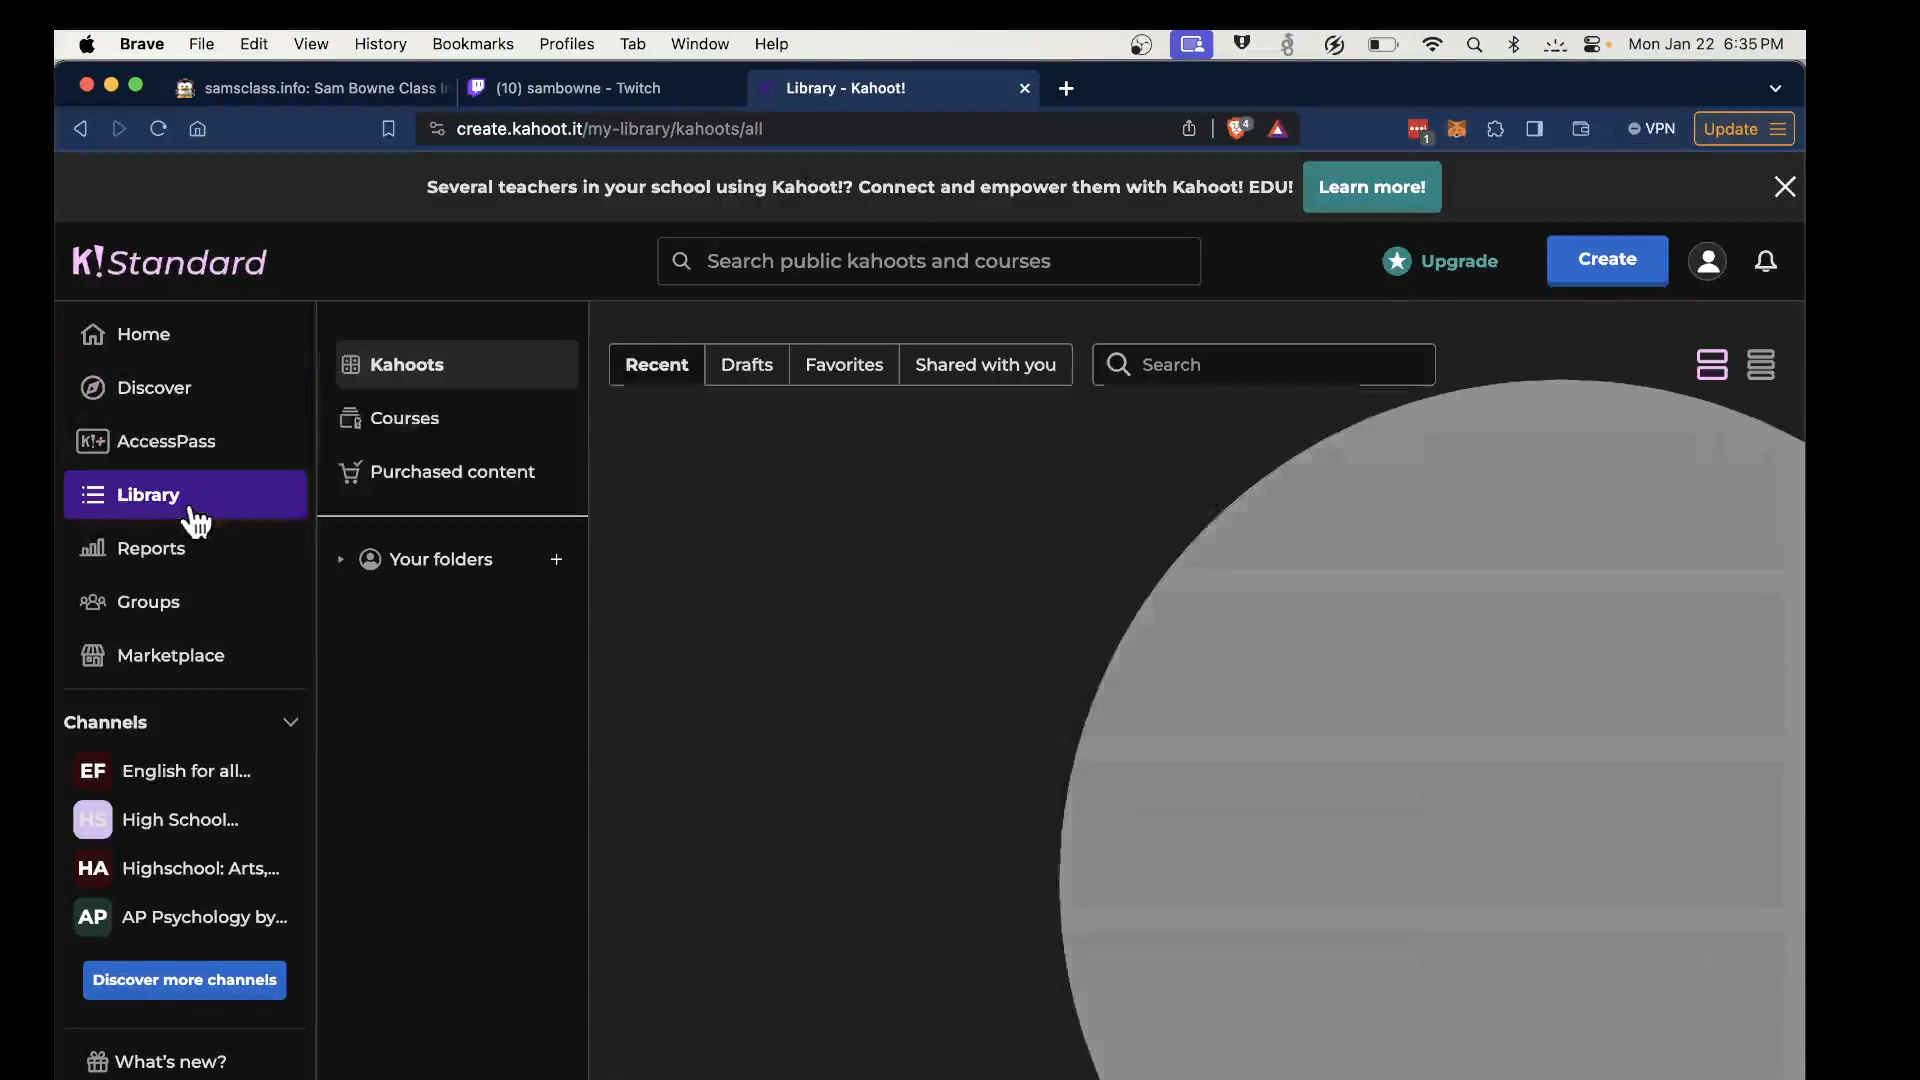 Brave File Edit View History Bookmarks Profiles Tab Window Help Mon Jan 22 6:35 PM
samsclass.info: Sam Bowne Class In (10) sambowne - Twitch Library - Kahoot!
create.kahoot.it/my-library/kahoots/all 4 1 VPN Update
Several teachers in your school using Kahoot!? Connect and empower them with Kahoot! EDU! Learn more!
K! Standard Search public kahoots and courses Upgrade Create
Home
Discover
K!+ AccessPass
Library
Reports
Groups
Marketplace
Channels
EF English for all...
HS High School...
HA Highschool: Arts,...
AP AP Psychology by...
Discover more channels
What's new?
Kahoots
Courses
Purchased content
Your folders +
Recent Drafts Favorites Shared with you Search